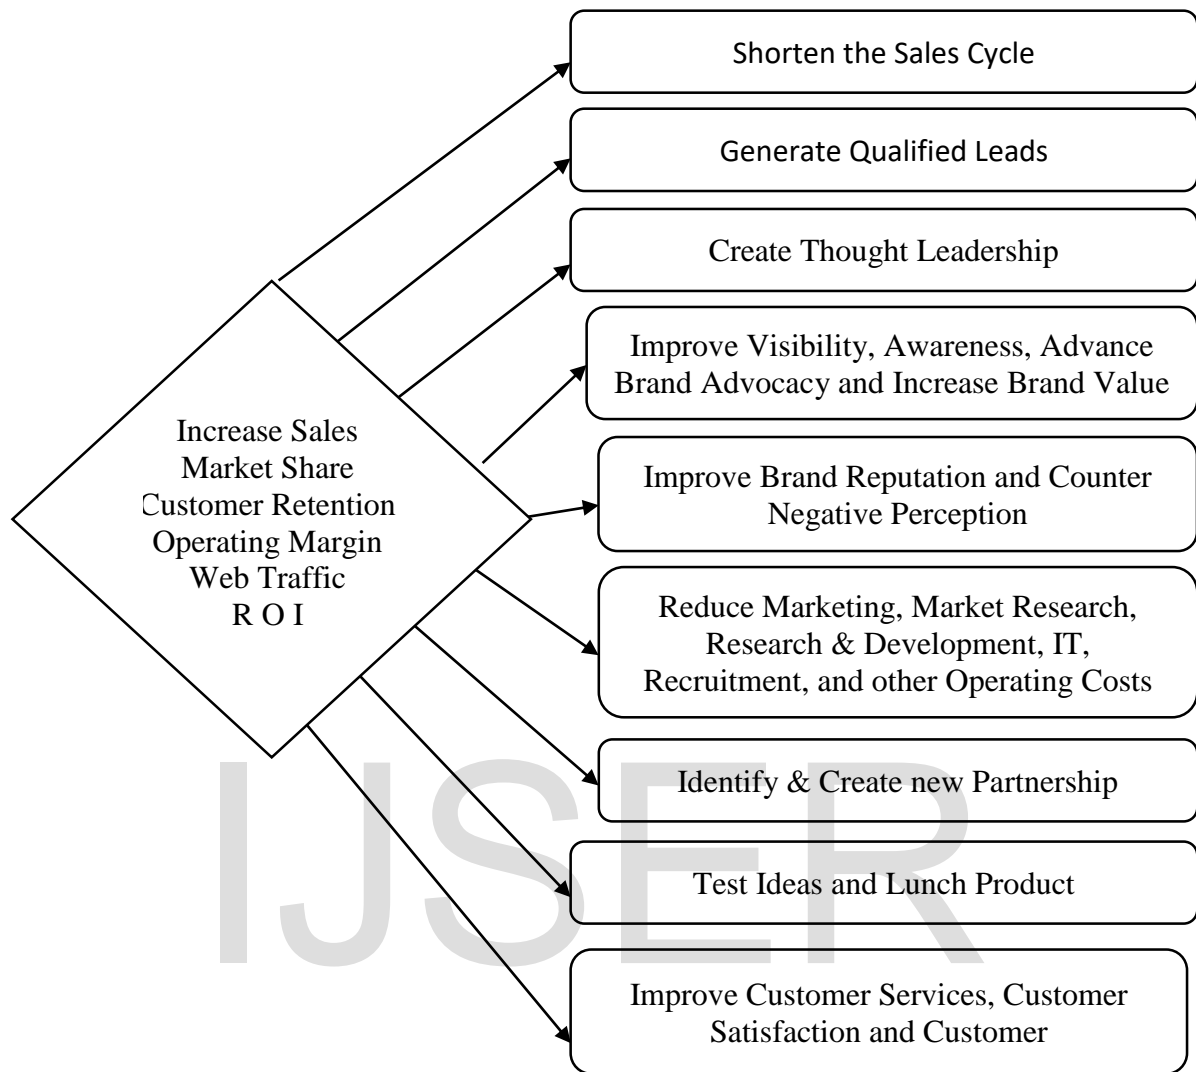 Shorten the Sales Cycle
Generate Qualified Leads
Create Thought Leadership
Improve Visibility, Awareness, Advance
Brand Advocacy and Increase Brand Value
Increase Sales
Market Share
Customer Retention
Operating Margin
Web Traffic
R O I
Improve Brand Reputation and Counter
Negative Perception
Reduce Marketing, Market Research,
Research & Development, IT,
Recruitment, and other Operating Costs
Identify & Create new Partnership
Test Ideas and Lunch Product
Improve Customer Services, Customer
Satisfaction and Customer
IJSER